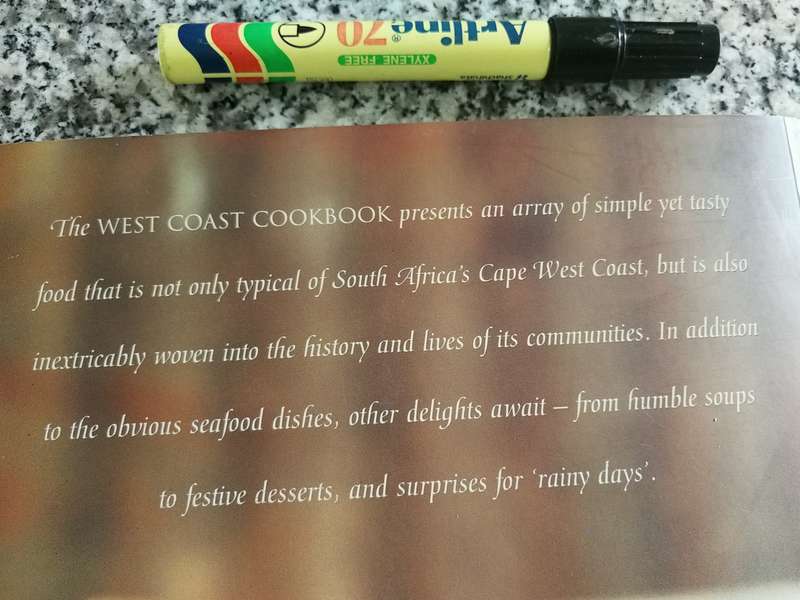 Artline®70
XYLENE FREE
Shachihata
The WEST COAST COOKBOOK presents an array of simple yet tasty
food that is not only typical of South Africa's Cape West Coast, but is also
inextricably woven into the history and lives of its communities. In addition
to the obvious seafood dishes, other delights await – from humble soups
to festive desserts, and surprises for ‘rainy days’.